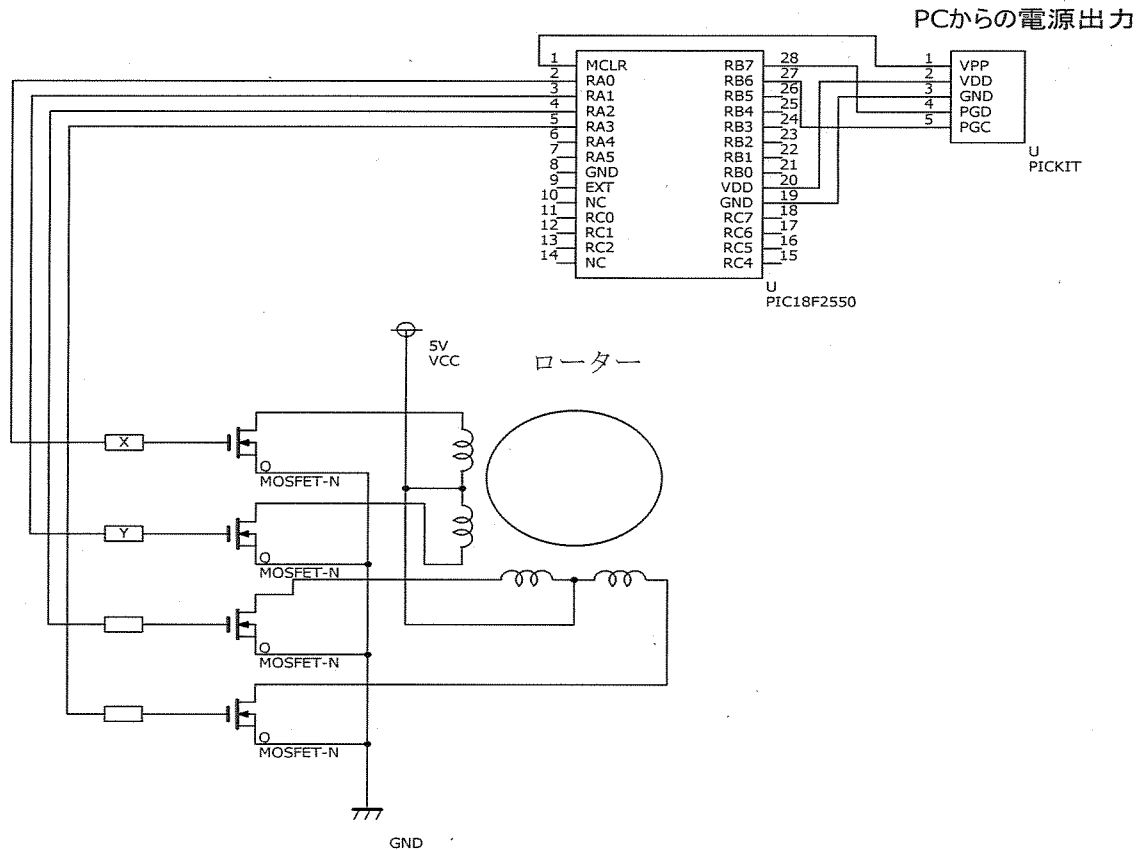 PCからの電源出力
1 MCLR
2 RA0
3 RA1
4 RA2
5 RA3
6 RA4
7 RA5
8 GND
9 EXT
10 NC
11 RC0
12 RC1
13 RC2
14 NC
RB7 28
RB6 27
RB5 26
RB4 25
RB3 24
RB2 23
RB1 22
RB0 21
VDD 20
GND 19
RC7 18
RC6 17
RC5 16
RC4 15
U
PIC18F2550
1 VPP
2 VDD
3 GND
4 PGD
5 PGC
U
PICKIT
5V
VCC
ローター
X
Q
MOSFET-N
Y
Q
MOSFET-N
Q
MOSFET-N
Q
MOSFET-N
GND